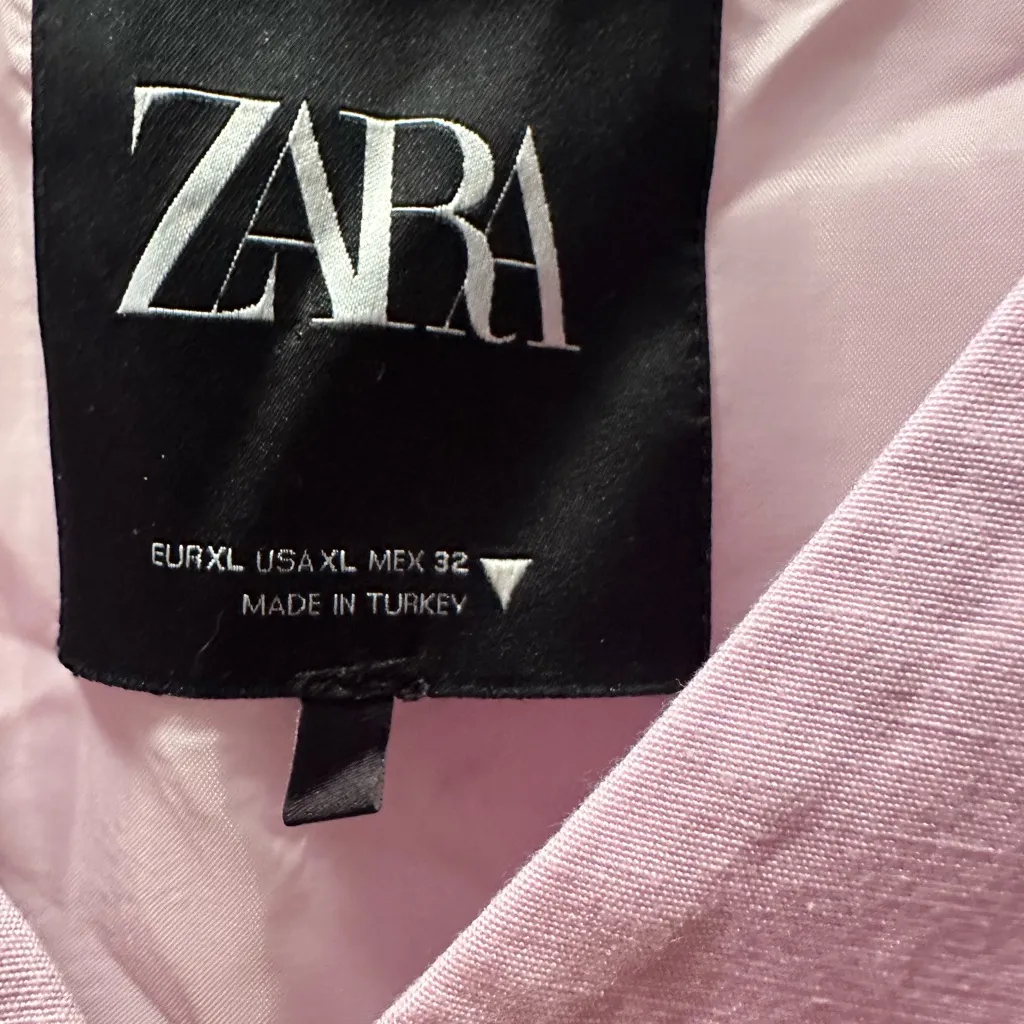 ZARA
EUR XL USA XL MEX 32
MADE IN TURKEY